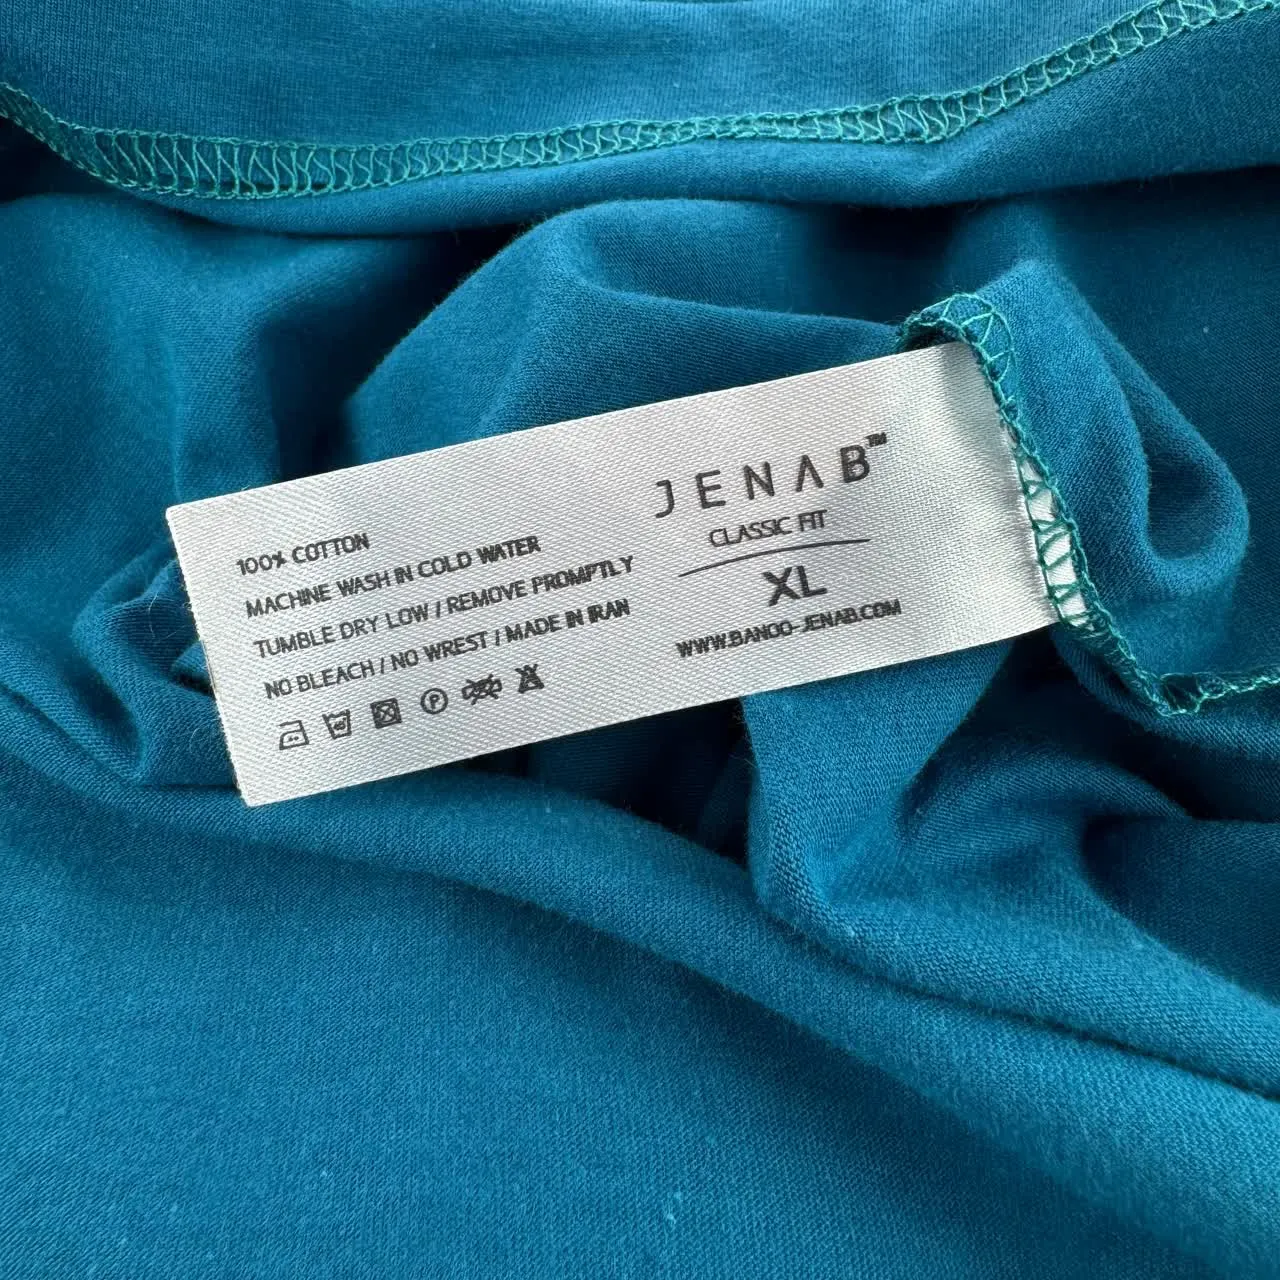 100% COTTON
MACHINE WASH IN COLD WATER
TUMBLE DRY LOW / REMOVE PROMPTLY
NO BLEACH / NO WREST / MADE IN IRAN
P
JENAB™
CLASSIC FIT
XL
WWW.BANOO-JENAB.COM